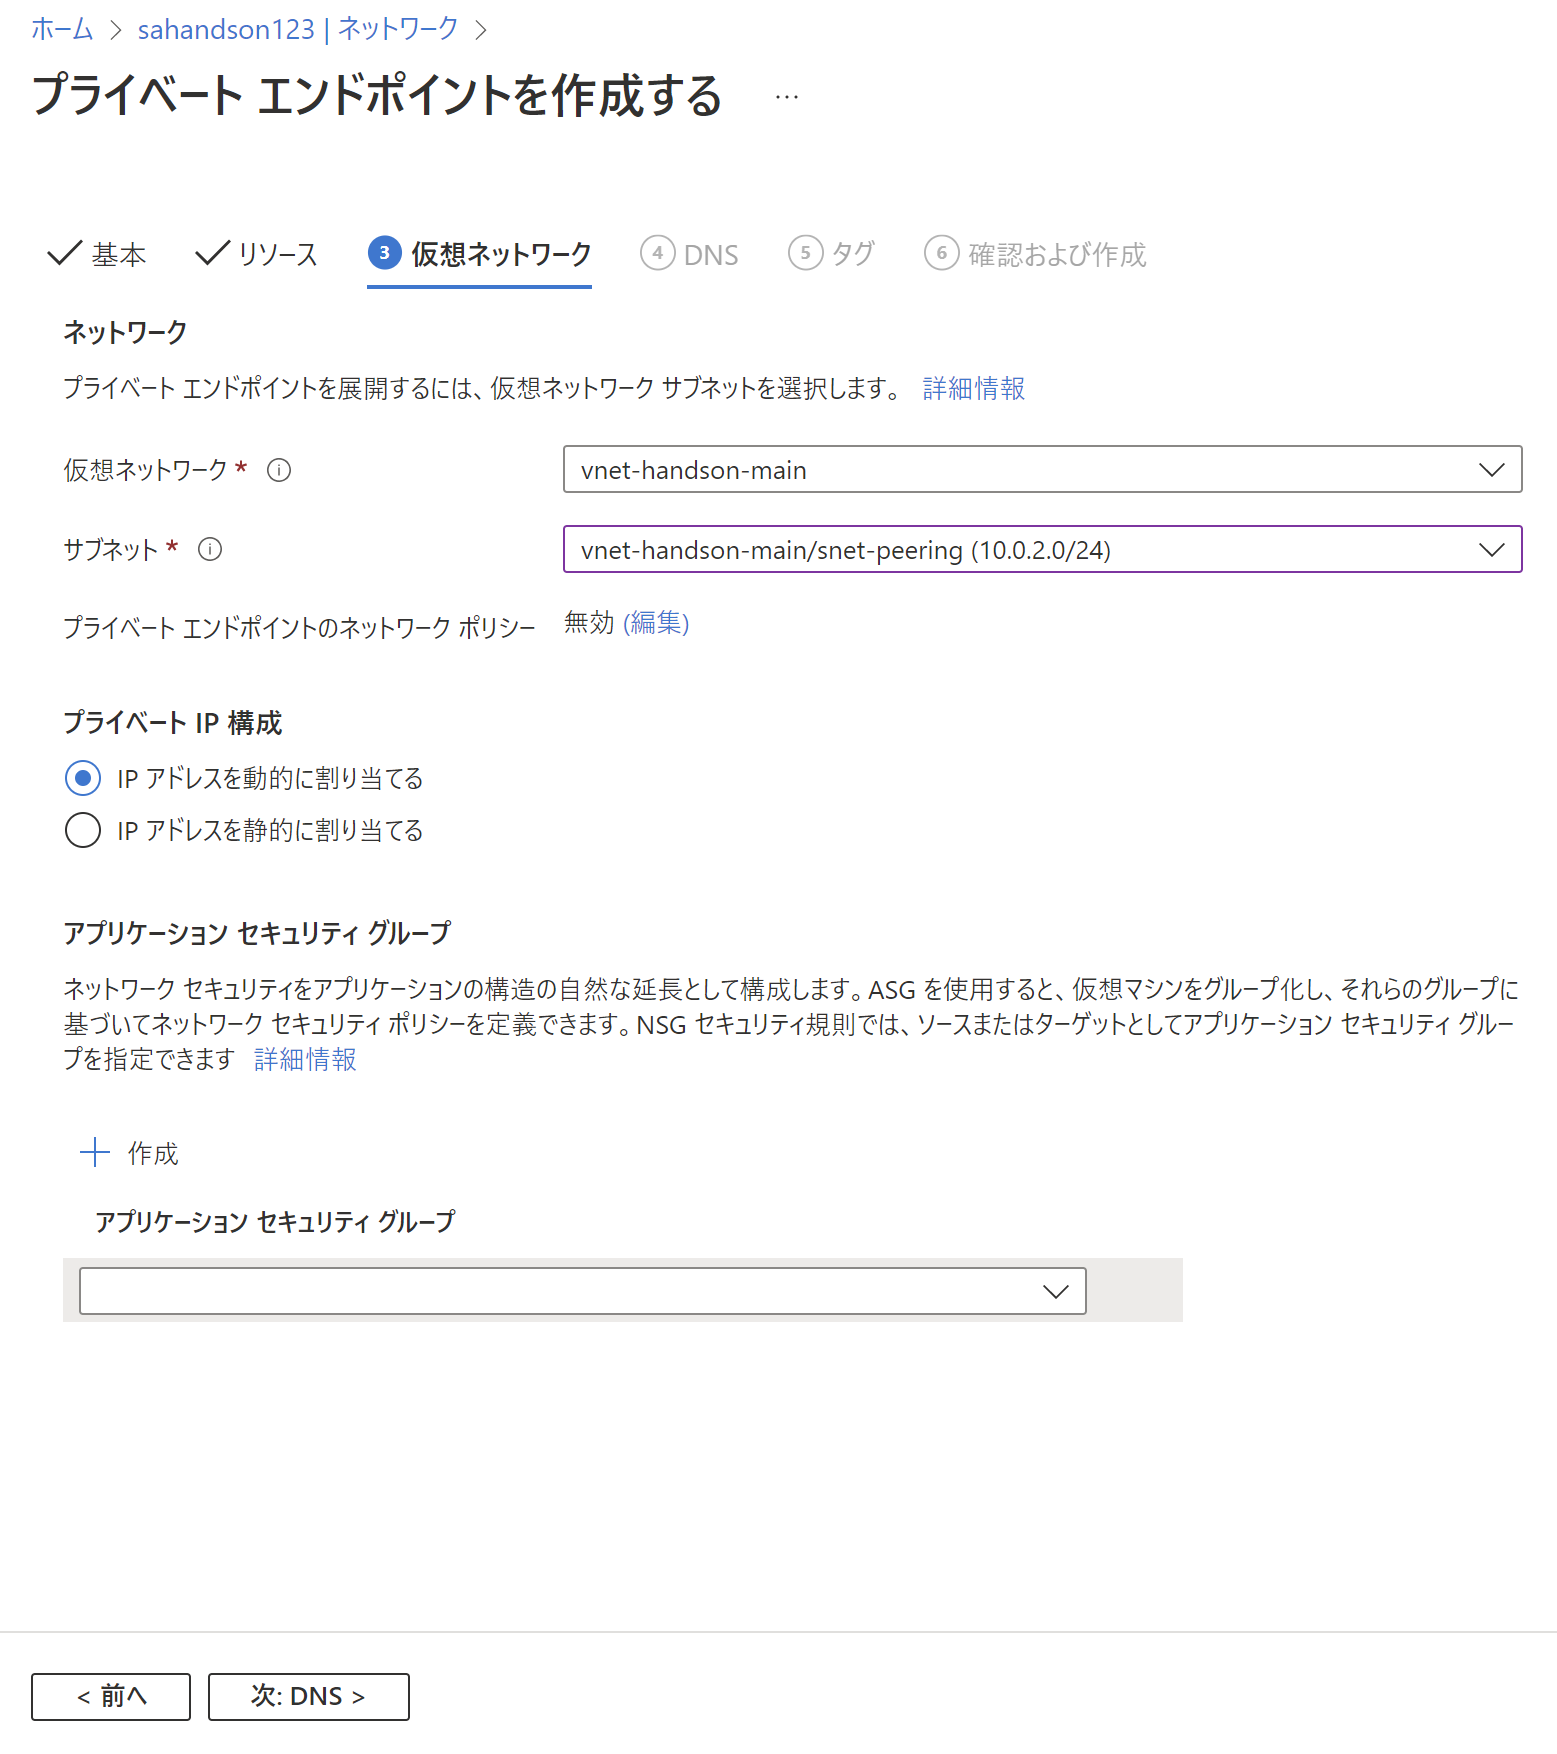 ホーム > sahandson123 | ネットワーク >
プライベート エンドポイントを作成する ...
基本 リソース 3 仮想ネットワーク 4 DNS 5 タグ 6 確認および作成
ネットワーク
プライベート エンドポイントを展開するには、仮想ネットワーク サブネットを選択します。 詳細情報
仮想ネットワーク * vnet-handson-main
サブネット * vnet-handson-main/snet-peering (10.0.2.0/24)
プライベート エンドポイントのネットワーク ポリシー 無効 (編集)
プライベート IP 構成
IP アドレスを動的に割り当てる
IP アドレスを静的に割り当てる
アプリケーション セキュリティ グループ
ネットワーク セキュリティをアプリケーションの構造の自然な延長として構成します。ASG を使用すると、仮想マシンをグループ化し、それらのグループに
基づいてネットワーク セキュリティ ポリシーを定義できます。NSG セキュリティ規則では、ソースまたはターゲットとしてアプリケーション セキュリティ グルー
プを指定できます 詳細情報
作成
アプリケーション セキュリティ グループ
< 前へ 次: DNS >